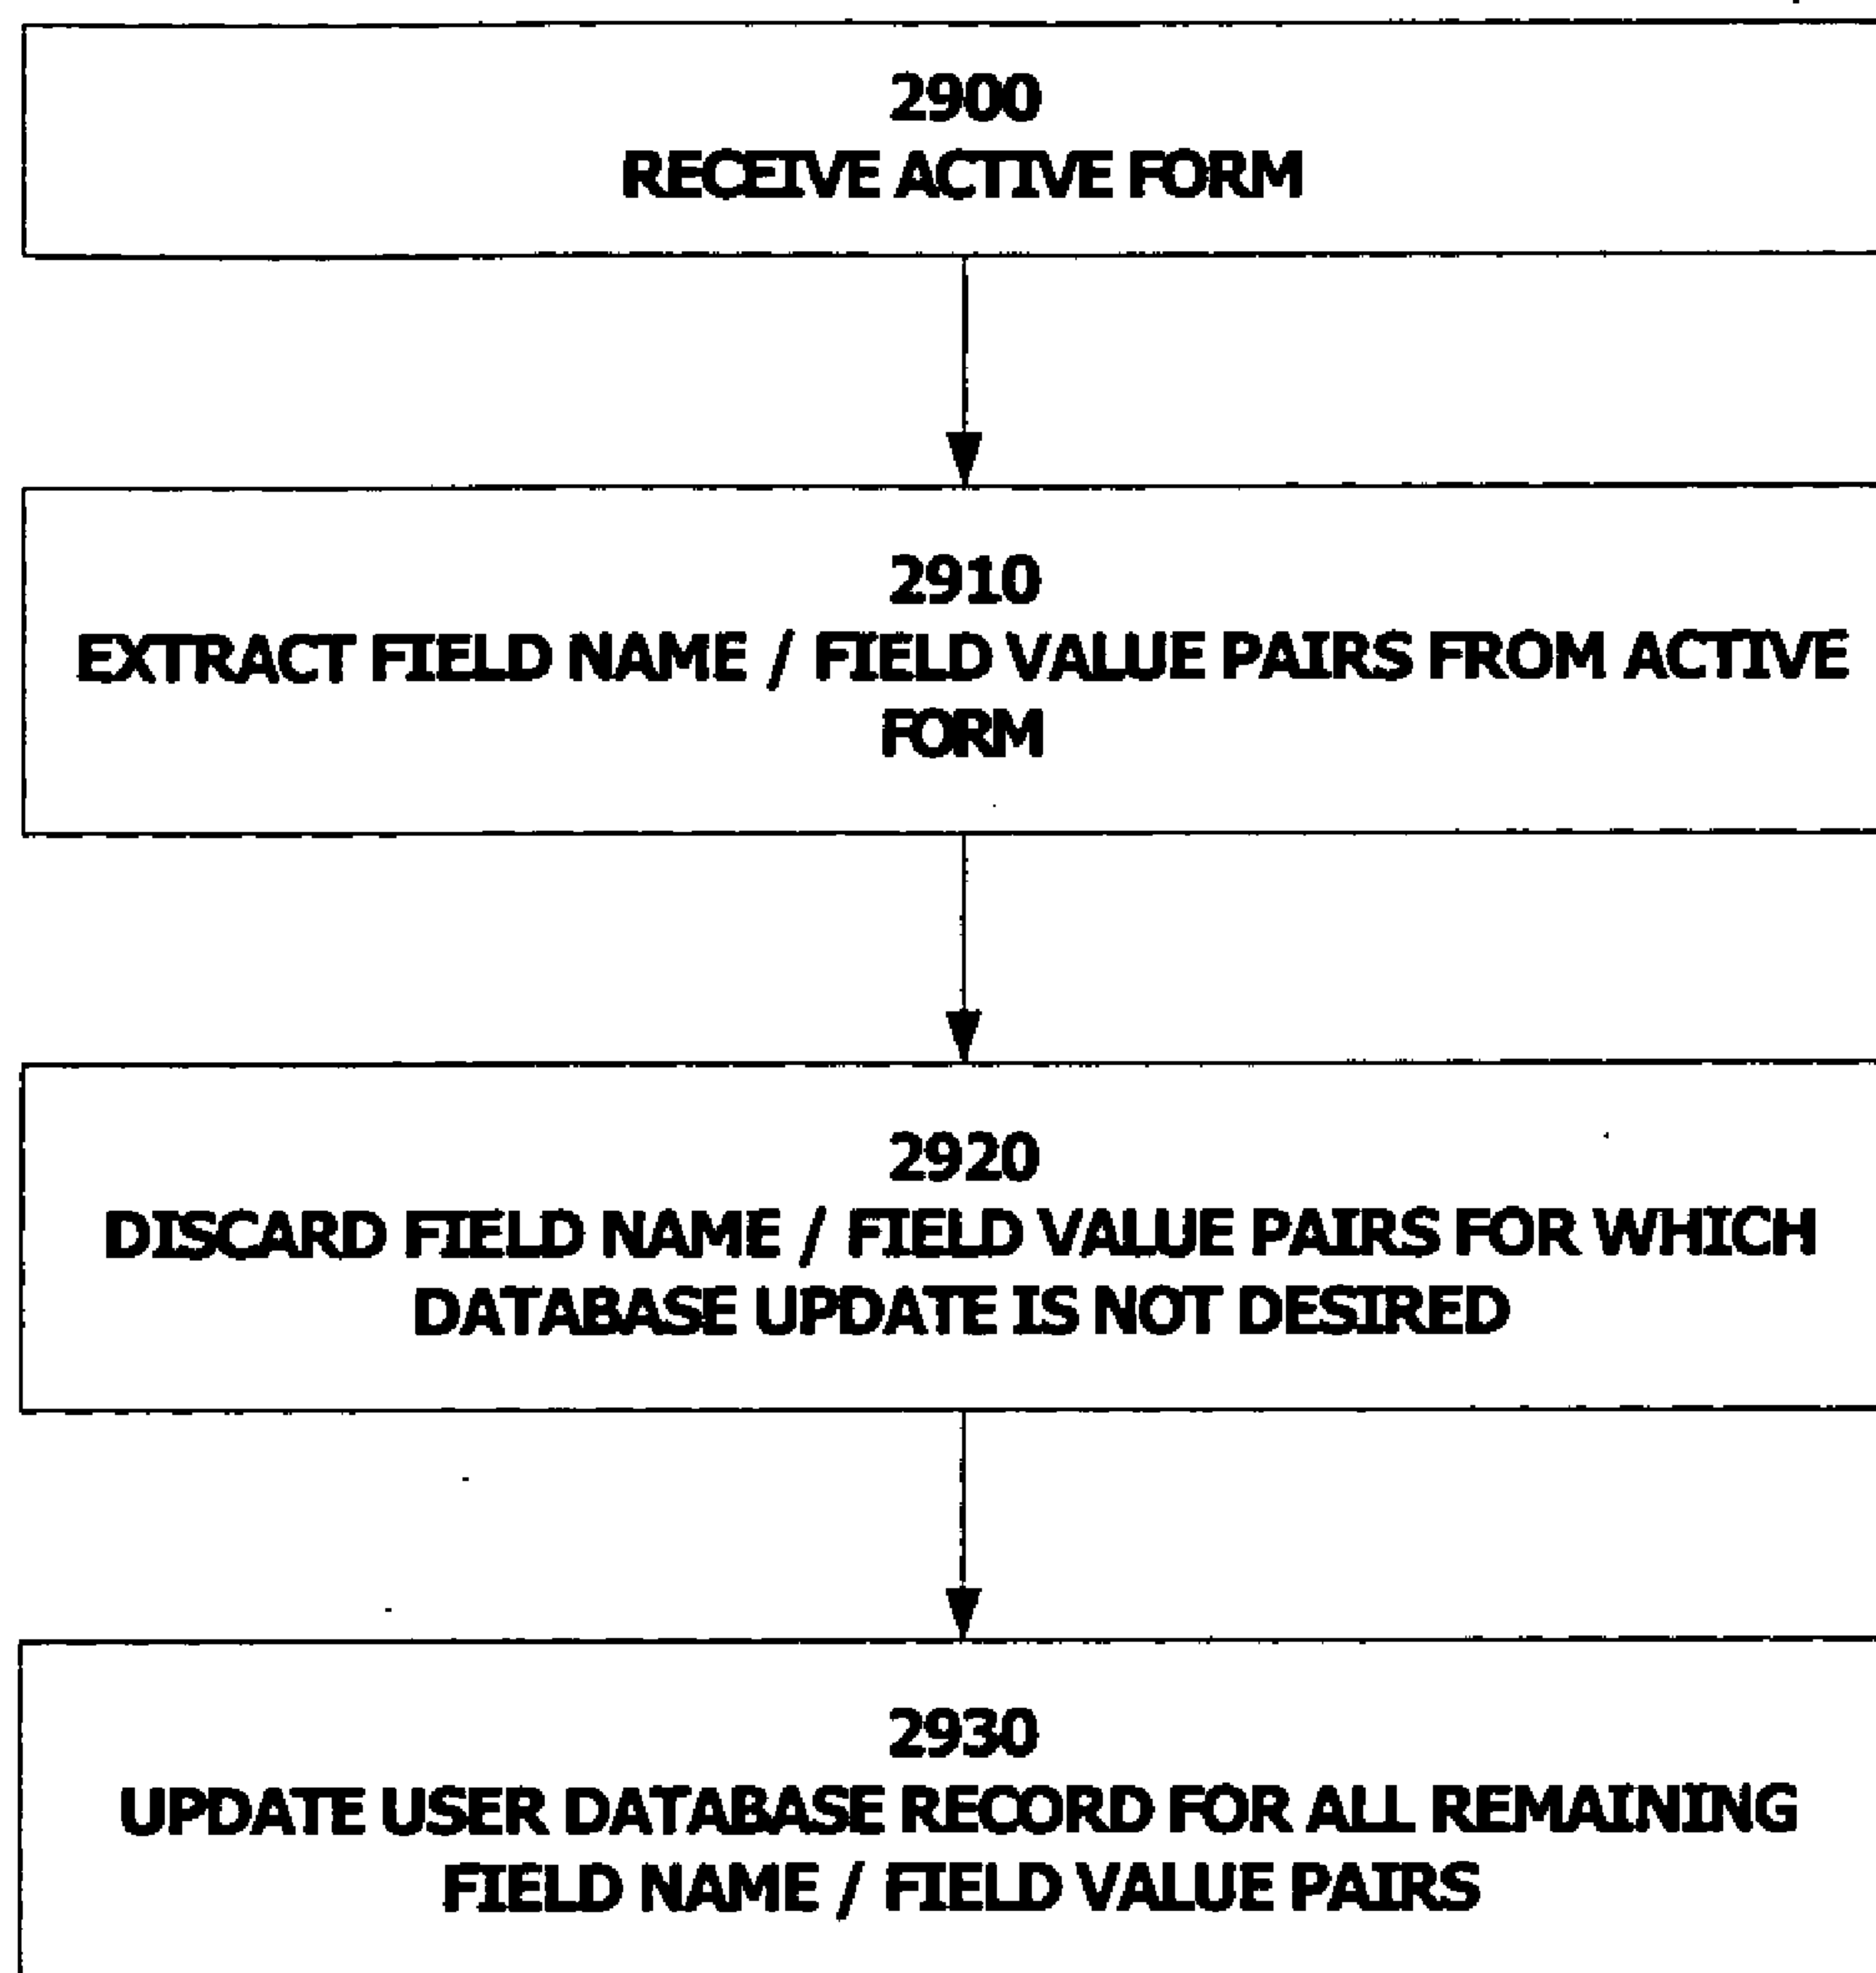 2900
RECEIVE ACTIVE FORM
2910
EXTRACT FIELD NAME / FIELD VALUE PAIRS FROM ACTIVE
FORM
2920
DISCARD FIELD NAME / FIELD VALUE PAIRS FOR WHICH
DATABASE UPDATE IS NOT DESIRED
2930
UPDATE USER DATABASE RECORD FOR ALL REMAINING
FIELD NAME / FIELD VALUE PAIRS